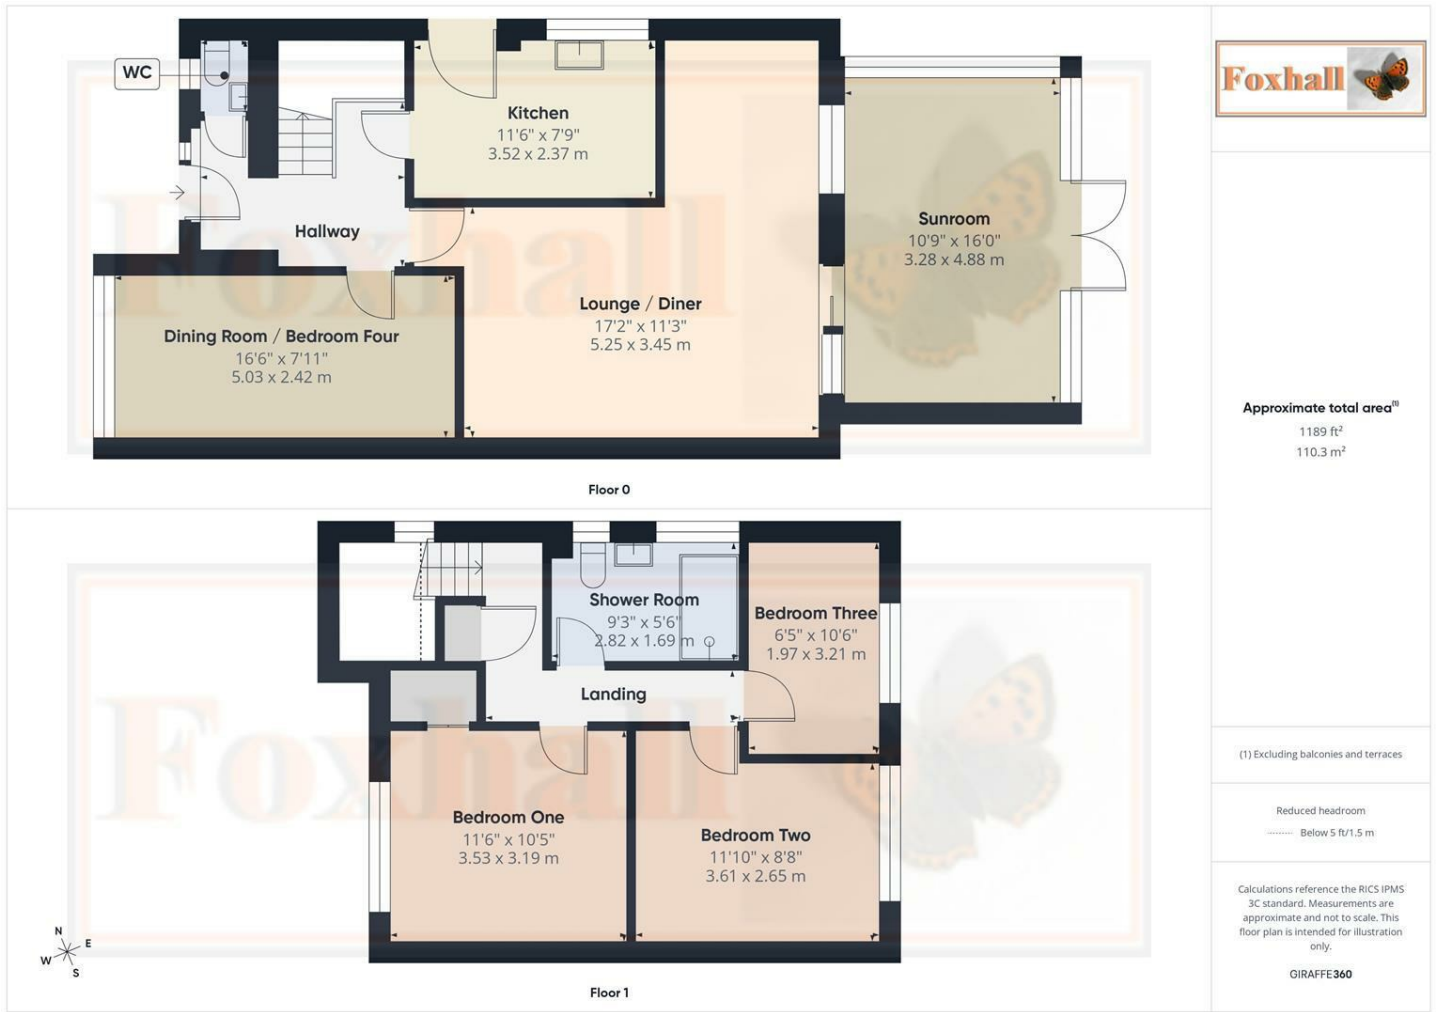 WC
Kitchen
11'6" x 7'9"
3.52 x 2.37 m
Hallway
Sunroom
10'9" x 16'0"
3.28 x 4.88 m
Lounge / Diner
17'2" x 11'3"
5.25 x 3.45 m
Dining Room / Bedroom Four
16'6" x 7'11"
5.03 x 2.42 m
Foxhall
Floor 0
Shower Room
9'3" x 5'6"
2.82 x 1.69 m
Bedroom Three
6'5" x 10'6"
1.97 x 3.21 m
Landing
Bedroom One
11'6" x 10'5"
3.53 x 3.19 m
Bedroom Two
11'10" x 8'8"
3.61 x 2.65 m
Foxhall
N
E
W
S
Floor 1
Foxhall
Approximate total area(1)
1189 ft²
110.3 m²
(1) Excluding balconies and terraces
Reduced headroom
Below 5 ft/1.5 m
Calculations reference the RICS IPMS
3C standard. Measurements are
approximate and not to scale. This
floor plan is intended for illustration
only.
GIRAFFE360